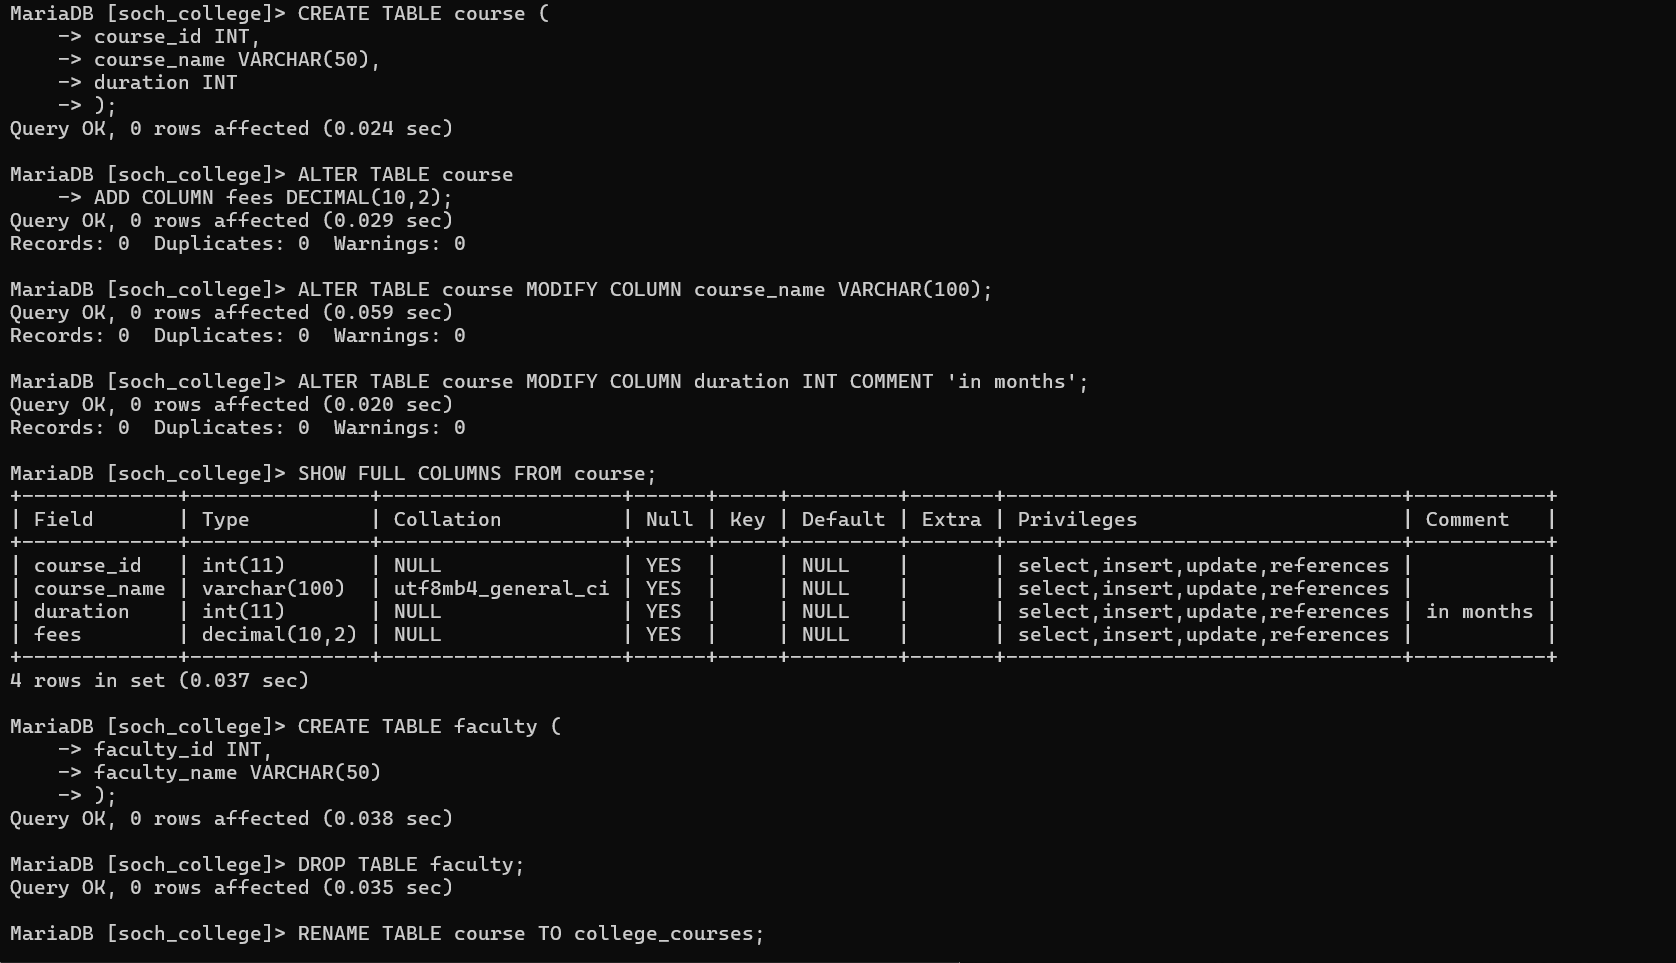 MariaDB [soch_college]> CREATE TABLE course (
    -> course_id INT,
    -> course_name VARCHAR(50),
    -> duration INT
    -> );
Query OK, 0 rows affected (0.024 sec)

MariaDB [soch_college]> ALTER TABLE course
    -> ADD COLUMN fees DECIMAL(10,2);
Query OK, 0 rows affected (0.029 sec)
Records: 0  Duplicates: 0  Warnings: 0

MariaDB [soch_college]> ALTER TABLE course MODIFY COLUMN course_name VARCHAR(100);
Query OK, 0 rows affected (0.059 sec)
Records: 0  Duplicates: 0  Warnings: 0

MariaDB [soch_college]> ALTER TABLE course MODIFY COLUMN duration INT COMMENT 'in months';
Query OK, 0 rows affected (0.020 sec)
Records: 0  Duplicates: 0  Warnings: 0

MariaDB [soch_college]> SHOW FULL COLUMNS FROM course;
+-------------+---------------+--------------------+------+-----+---------+-------+---------------------------------+-----------+
| Field       | Type          | Collation          | Null | Key | Default | Extra | Privileges                      | Comment   |
+-------------+---------------+--------------------+------+-----+---------+-------+---------------------------------+-----------+
| course_id   | int(11)       | NULL               | YES  |     | NULL    |       | select,insert,update,references |           |
| course_name | varchar(100)  | utf8mb4_general_ci | YES  |     | NULL    |       | select,insert,update,references |           |
| duration    | int(11)       | NULL               | YES  |     | NULL    |       | select,insert,update,references | in months |
| fees        | decimal(10,2) | NULL               | YES  |     | NULL    |       | select,insert,update,references |           |
+-------------+---------------+--------------------+------+-----+---------+-------+---------------------------------+-----------+
4 rows in set (0.037 sec)

MariaDB [soch_college]> CREATE TABLE faculty (
    -> faculty_id INT,
    -> faculty_name VARCHAR(50)
    -> );
Query OK, 0 rows affected (0.038 sec)

MariaDB [soch_college]> DROP TABLE faculty;
Query OK, 0 rows affected (0.035 sec)

MariaDB [soch_college]> RENAME TABLE course TO college_courses;